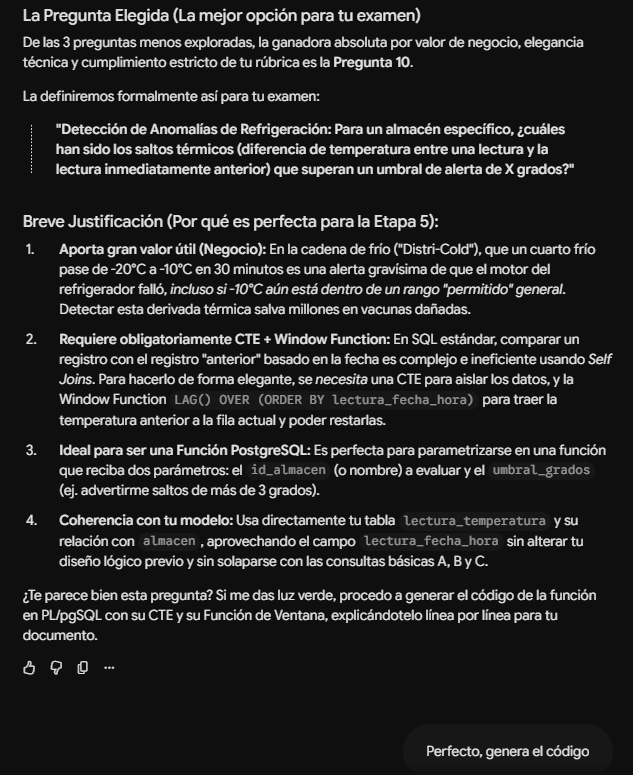 La Pregunta Elegida (La mejor opción para tu examen)
De las 3 preguntas menos exploradas, la ganadora absoluta por valor de negocio, elegancia
técnica y cumplimiento estricto de tu rúbrica es la Pregunta 10.
La definiremos formalmente así para tu examen:
"Detección de Anomalías de Refrigeración: Para un almacén específico, ¿cuáles
han sido los saltos térmicos (diferencia de temperatura entre una lectura y la
lectura inmediatamente anterior) que superan un umbral de alerta de X grados?"
Breve Justificación (Por qué es perfecta para la Etapa 5):
1. Aporta gran valor útil (Negocio): En la cadena de frío ("Distri-Cold"), que un cuarto frío
pase de -20°C a -10°C en 30 minutos es una alerta gravísima de que el motor del
refrigerador falló, incluso si -10°C aún está dentro de un rango "permitido" general.
Detectar esta derivada térmica salva millones en vacunas dañadas.
2. Requiere obligatoriamente CTE + Window Function: En SQL estándar, comparar un
registro con el registro "anterior" basado en la fecha es complejo e ineficiente usando Self
Joins. Para hacerlo de forma elegante, se necesita una CTE para aislar los datos, y la
Window Function LAG() OVER (ORDER BY lectura_fecha_hora) para traer la
temperatura anterior a la fila actual y poder restarlas.
3. Ideal para ser una Función PostgreSQL: Es perfecta para parametrizarse en una función
que reciba dos parámetros: el id_almacen (o nombre) a evaluar y el umbral_grados
(ej. advertirme saltos de más de 3 grados).
4. Coherencia con tu modelo: Usa directamente tu tabla lectura_temperatura y su
relación con almacen, aprovechando el campo lectura_fecha_hora sin alterar tu
diseño lógico previo y sin solaparse con las consultas básicas A, B y C.
¿Te parece bien esta pregunta? Si me das luz verde, procedo a generar el código de la función
en PL/pgSQL con su CTE y su Función de Ventana, explicándotelo línea por línea para tu
documento.
Perfecto, genera el código